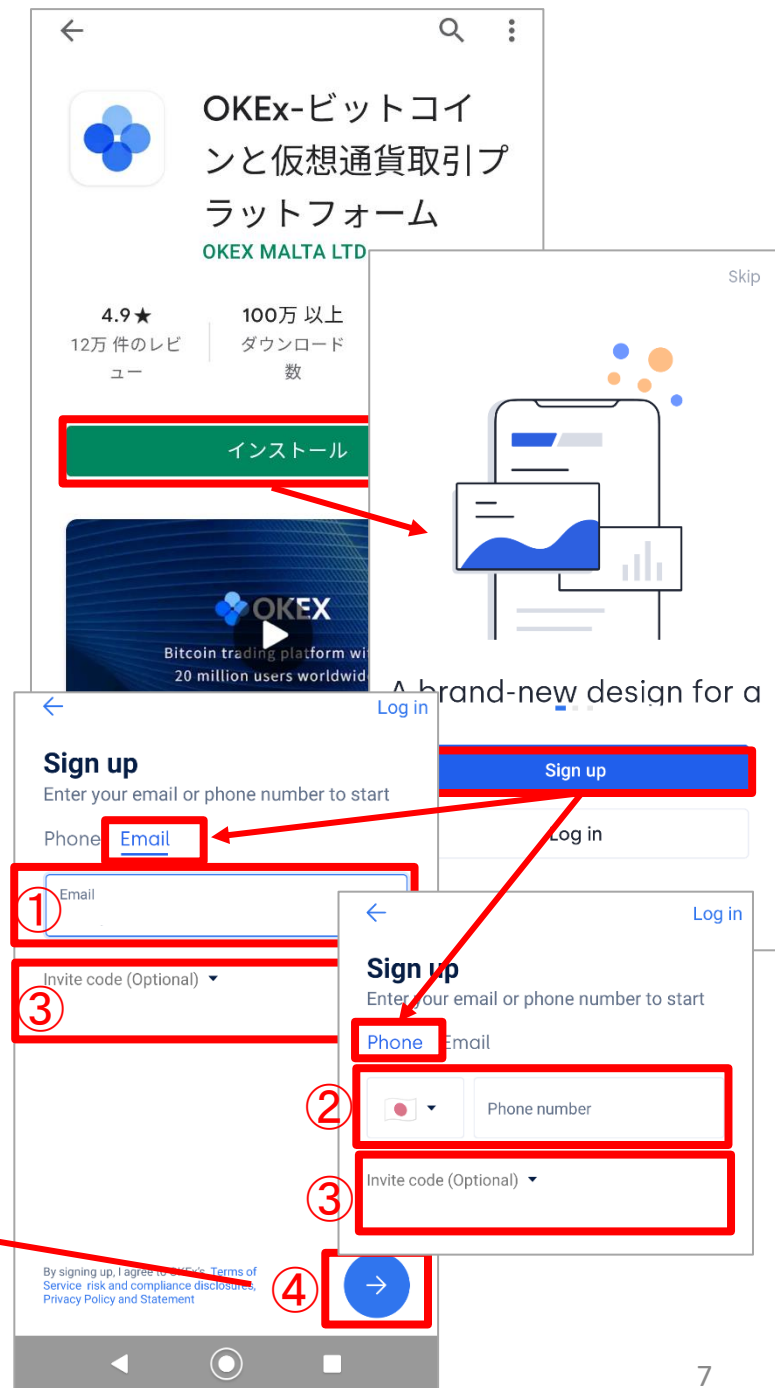 OKEx-ビットコイ
ンと仮想通貨取引プ
ラットフォーム
OKEX MALTA LTD
4.9★
12万 件のレビ
ュー
100万 以上
ダウンロード
数
インストール
OKEX
Bitcoin trading platform wi
20 million users worldwid
Skip
A brand-new design for a
Sign up
Log in
Log in
Sign up
Enter your email or phone number to start
Phone Email
① Email
③ Invite code (Optional)
By signing up, I agree to OKEx's Terms of
Service risk and compliance disclosures,
Privacy Policy and Statement
④
Log in
Sign up
Enter your email or phone number to start
Phone Email
② Phone number
③ Invite code (Optional)
7